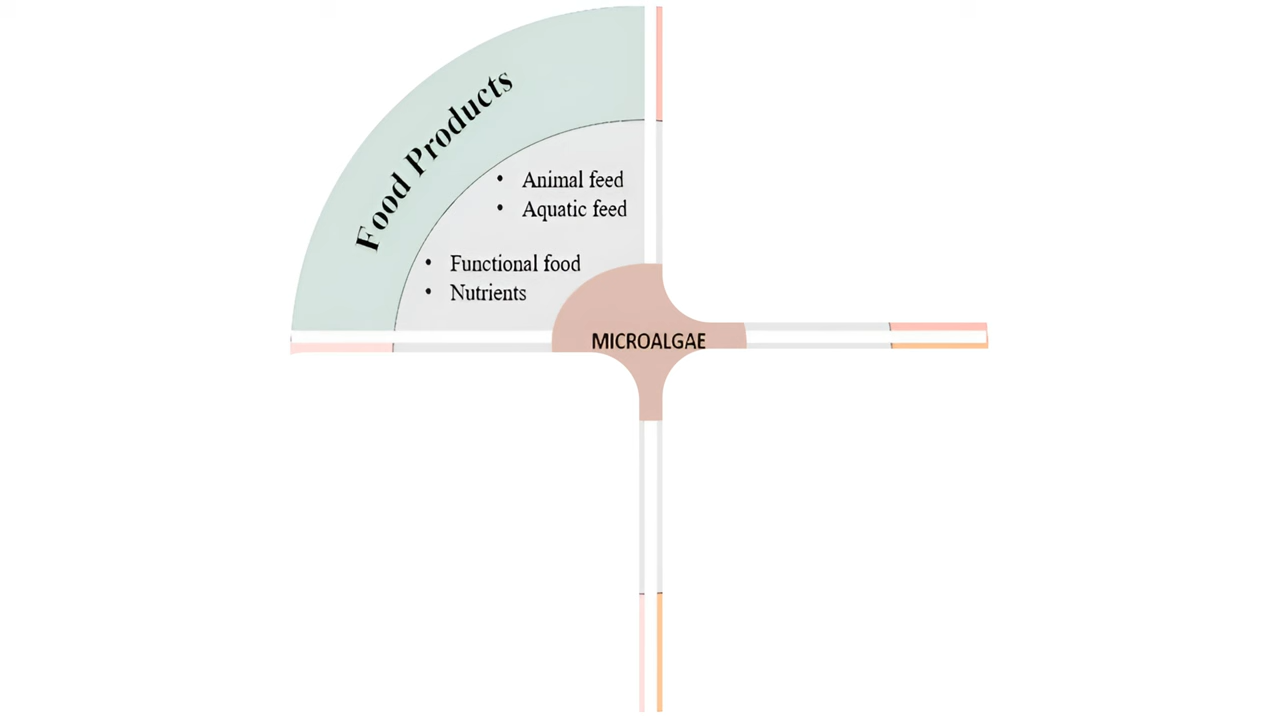 Food Products
• Animal feed
• Aquatic feed
• Functional food
• Nutrients
MICROALGAE